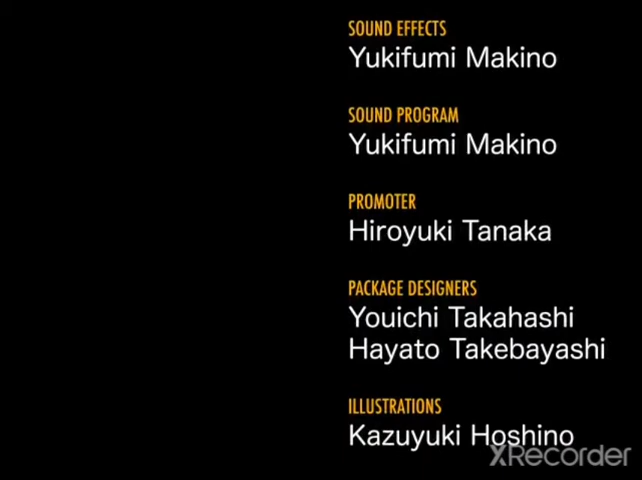 SOUND EFFECTS
Yukifumi Makino
SOUND PROGRAM
Yukifumi Makino
PROMOTER
Hiroyuki Tanaka
PACKAGE DESIGNERS
Youichi Takahashi
Hayato Takebayashi
ILLUSTRATIONS
Kazuyuki Hoshino
XRecorder